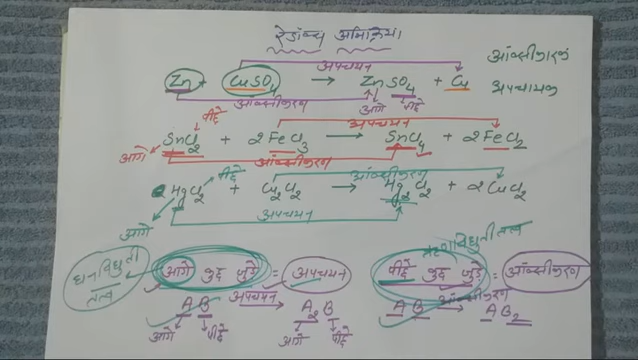 रेडॉक्स अभिक्रिया
ऑक्सीकारक
अपचयन
Zn + CuSO4 → ZnSO4 + Cu
अपचायक
ऑक्सीकरण आगे पीछे
पीछे अपचयन
SnCl2 + 2FeCl3 → SnCl4 + 2FeCl2
आगे ऑक्सीकरण
पीछे ऑक्सीकरण
2HgCl2 + Cu2Cl2 → Hg2Cl2 + 2CuCl2
आगे अपचयन
धनविद्युती तत्व
आगे कुछ जुड़े = अपचयन
विद्युती तत्व
पीछे कुछ जुड़े = ऑक्सीकरण
AB अपचयन → A2B
आगे पीछे आगे पीछे
AB ऑक्सीकरण → AB2